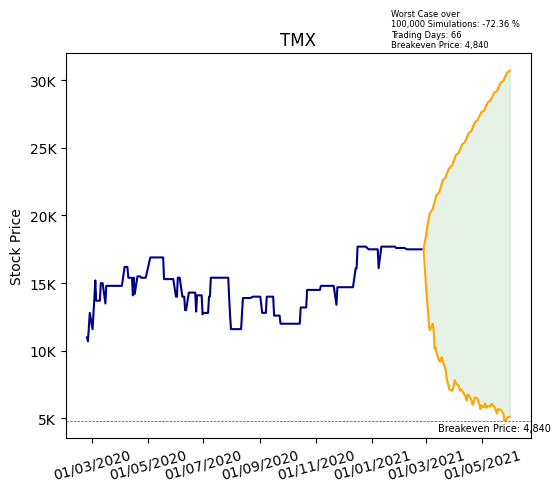 Worst Case over
100,000 Simulations: -72.36 %
Trading Days: 66
Breakeven Price: 4,840
TMX
30K
25K
20K
15K
10K
5K
Stock Price
Breakeven Price: 4,840
01/03/2020
01/05/2020
01/07/2020
01/09/2020
01/11/2020
01/01/2021
01/03/2021
01/05/2021